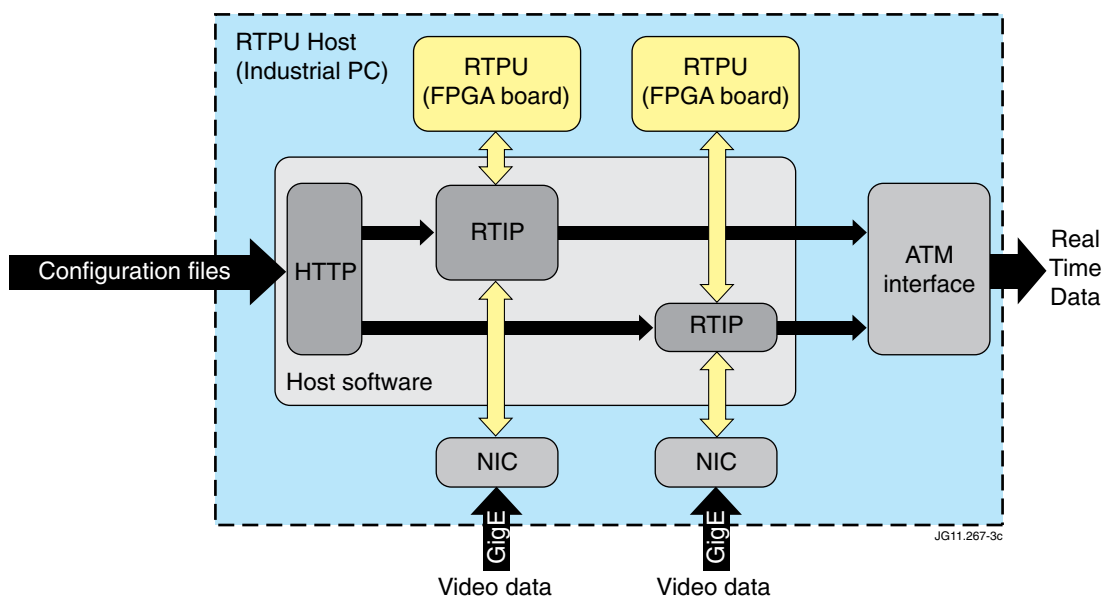 RTPU Host
(Industrial PC)
RTPU
(FPGA board)
RTPU
(FPGA board)
HTTP
RTIP
RTIP
Configuration files
Host software
ATM
interface
Real
Time
Data
NIC
NIC
GigE
GigE
Video data
Video data
JG11.267-3c